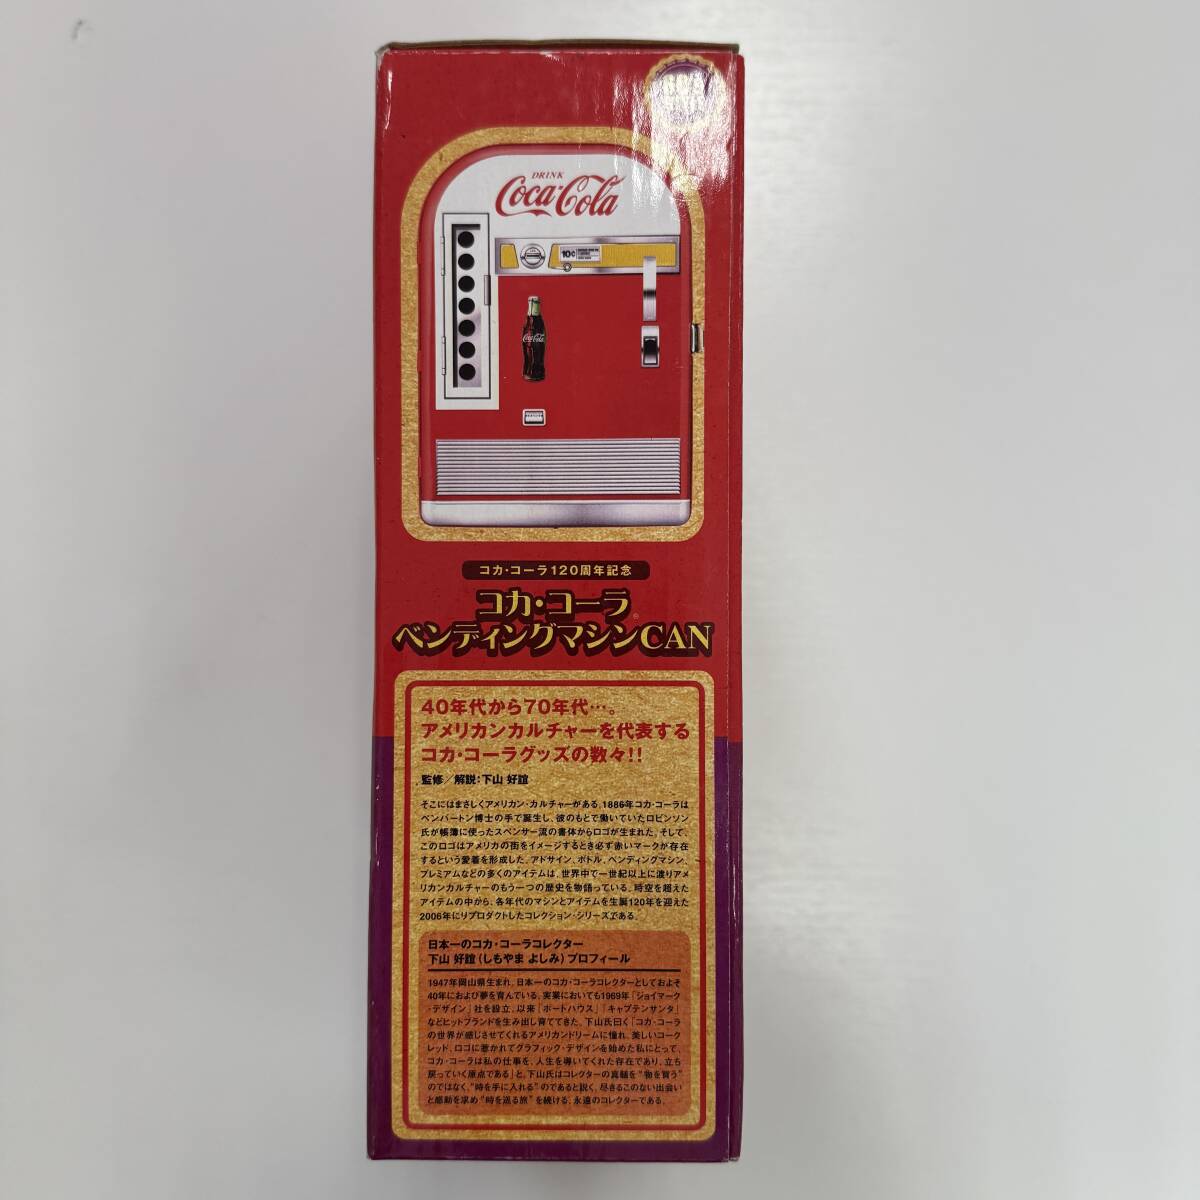 DRINK
Coca-Cola
10¢
Coca-Cola
コカ・コーラ120周年記念
コカ・コーラ®
ベンディングマシンCAN
40年代から70年代…。
アメリカンカルチャーを代表する
コカ・コーラグッズの数々!!
監修／解説：下山 好誼
そこにはまさしくアメリカン・カルチャーがある。1886年コカ・コーラは
ペンバートン博士の手で誕生し、彼のもとで働いていたロビンソン
氏が帳簿に使ったスペンサー流の書体からロゴが生まれた。そして、
このロゴはアメリカの街をイメージするとき必ず赤いマークが存在
するという愛着を形成した。アドサイン、ボトル、ベンディングマシン、
プレミアムなどの多くのアイテムは、世界中で一世紀以上に渡りアメ
リカンカルチャーのもう一つの歴史を物語っている。時空を超えた
アイテムの中から、各年代のマシンとアイテムを生誕120年を迎えた
2006年にリプロダクトしたコレクション・シリーズである。
日本一のコカ・コーラコレクター
下山 好誼(しもやま よしみ)プロフィール
1947年岡山県生まれ。日本一のコカ・コーラコレクターとしておよそ
40年におよび夢を育んでいる。実業においても1969年「ジョイマーク
・デザイン」社を設立。以来「ボートハウス」「キャプテンサンタ」
などヒットブランドを生み出し育ててきた。下山氏曰く「コカ・コーラ
の世界が感じさせてくれるアメリカンドリームに憧れ、美しいコーク
レッド、ロゴに惹かれてグラフィック・デザインを始めた私にとって、
コカ・コーラは私の仕事を、人生を導いてくれた存在であり、立ち
戻っていく原点である」と。下山氏はコレクターの真髄を“物を買う”
のではなく、“時を手に入れる”のであると説く。尽きるこのない出会い
と感動を求め“時を巡る旅”を続ける、永遠のコレクターである。